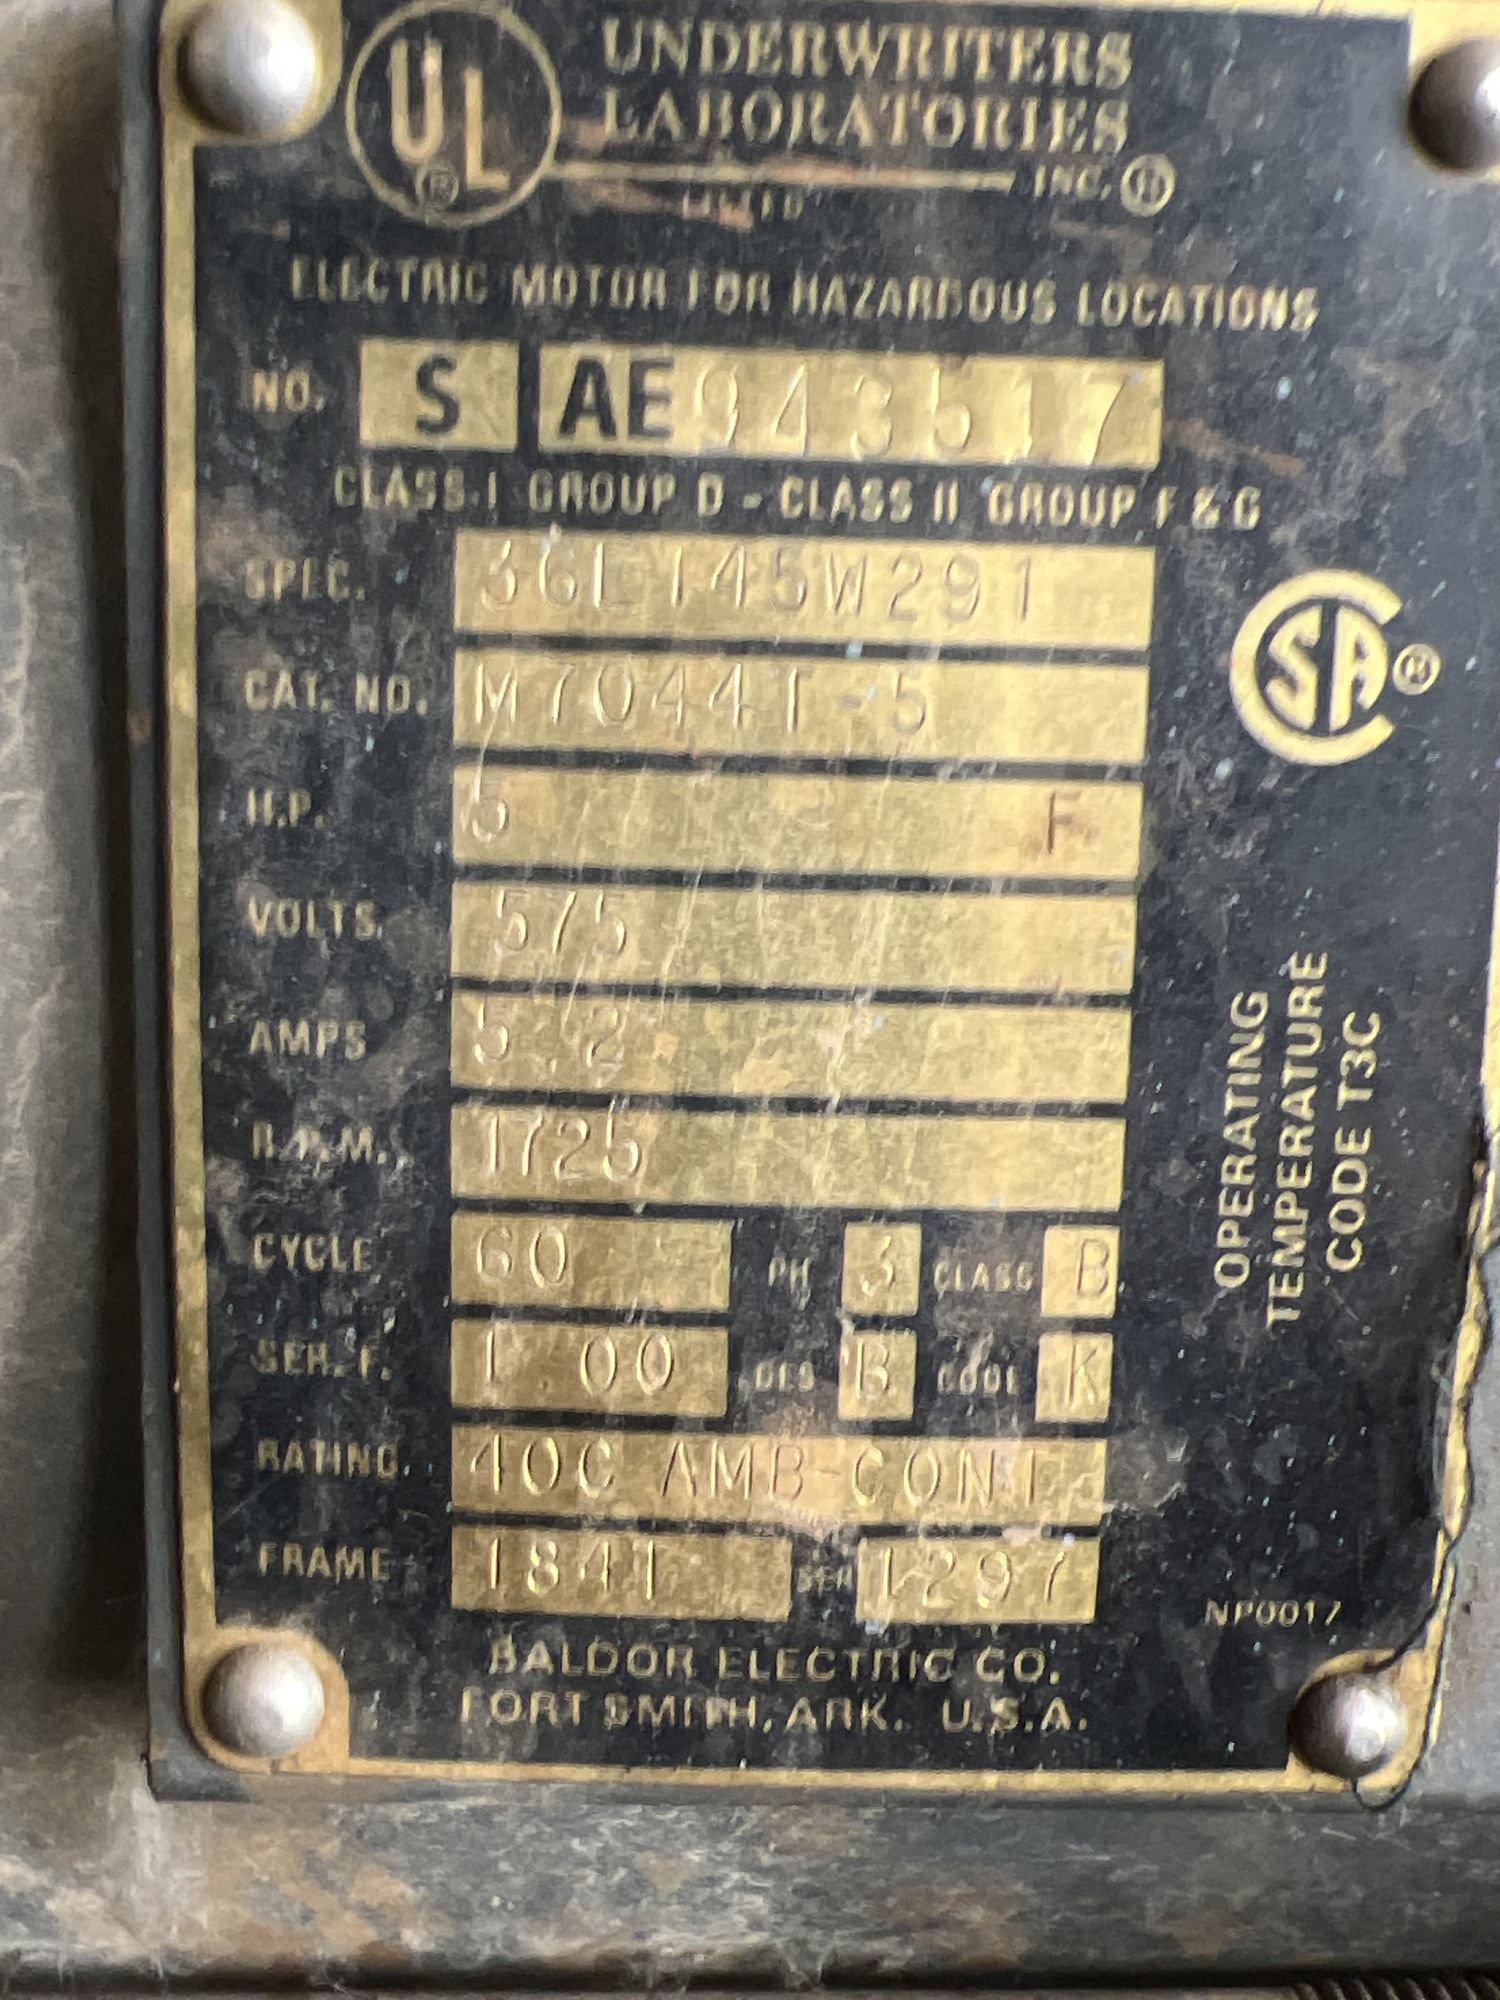 UL ®
UNDERWRITERS
LABORATORIES
INC. ®
LISTED
ELECTRIC MOTOR FOR HAZARDOUS LOCATIONS
NO. S AE943517
CLASS I GROUP D - CLASS II GROUP F & G
SPEC. 36L145W291
CAT. NO. M7044T-5
H.P. 5 F
VOLTS 575
AMPS 5.2
R.P.M. 1725
CYCLE 60 PH 3 CLASS B
SER. F. 1.00 DES B CODE K
RATING 40C AMB-CONT
FRAME 184T SER 1297
BALDOR ELECTRIC CO.
FORT SMITH, ARK. U.S.A.
CSA ®
OPERATING
TEMPERATURE
CODE T3C
NP0017